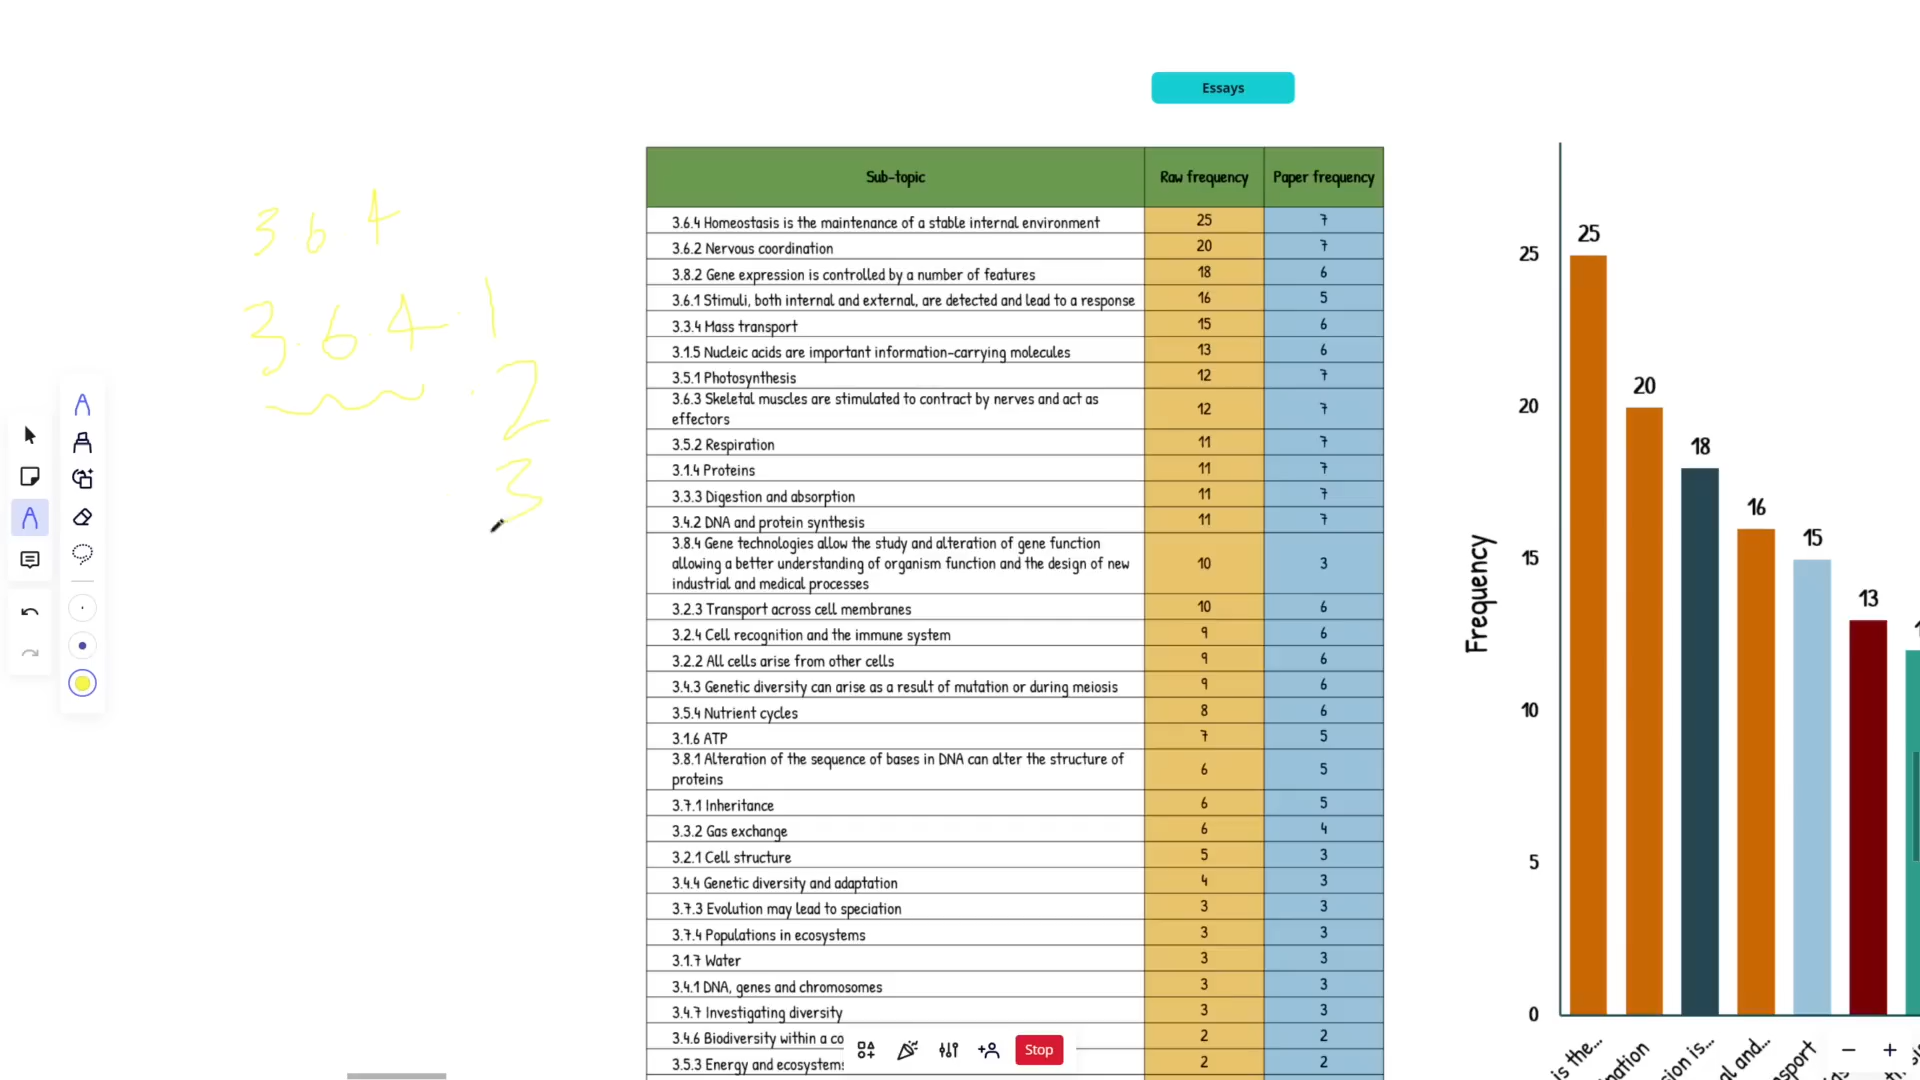 Essays
3 6 4
3.6.4.1
.2
3
Sub-topic Raw frequency Paper frequency
3.6.4 Homeostasis is the maintenance of a stable internal environment 25 7
3.6.2 Nervous coordination 20 7
3.8.2 Gene expression is controlled by a number of features 18 6
3.6.1 Stimuli, both internal and external, are detected and lead to a response 16 5
3.3.4 Mass transport 15 6
3.1.5 Nucleic acids are important information-carrying molecules 13 6
3.5.1 Photosynthesis 12 7
3.6.3 Skeletal muscles are stimulated to contract by nerves and act as
effectors 12 7
3.5.2 Respiration 11 7
3.1.4 Proteins 11 7
3.3.3 Digestion and absorption 11 7
3.4.2 DNA and protein synthesis 11 7
3.8.4 Gene technologies allow the study and alteration of gene function
allowing a better understanding of organism function and the design of new 10 3
industrial and medical processes
3.2.3 Transport across cell membranes 10 6
3.2.4 Cell recognition and the immune system 9 6
3.2.2 All cells arise from other cells 9 6
3.4.3 Genetic diversity can arise as a result of mutation or during meiosis 9 6
3.5.4 Nutrient cycles 8 6
3.1.6 ATP 7 5
3.8.1 Alteration of the sequence of bases in DNA can alter the structure of
proteins 6 5
3.7.1 Inheritance 6 5
3.3.2 Gas exchange 6 4
3.2.1 Cell structure 5 3
3.4.4 Genetic diversity and adaptation 4 3
3.7.3 Evolution may lead to speciation 3 3
3.7.4 Populations in ecosystems 3 3
3.1.7 Water 3 3
3.4.1 DNA, genes and chromosomes 3 3
3.4.7 Investigating diversity 3 3
3.4.6 Biodiversity within a co 2 2
3.5.3 Energy and ecosystems 2 2
Stop
Frequency
25
20
15
10
5
0
25
20
18
16
15
13
is the...
nation
sion is...
al and...
sport